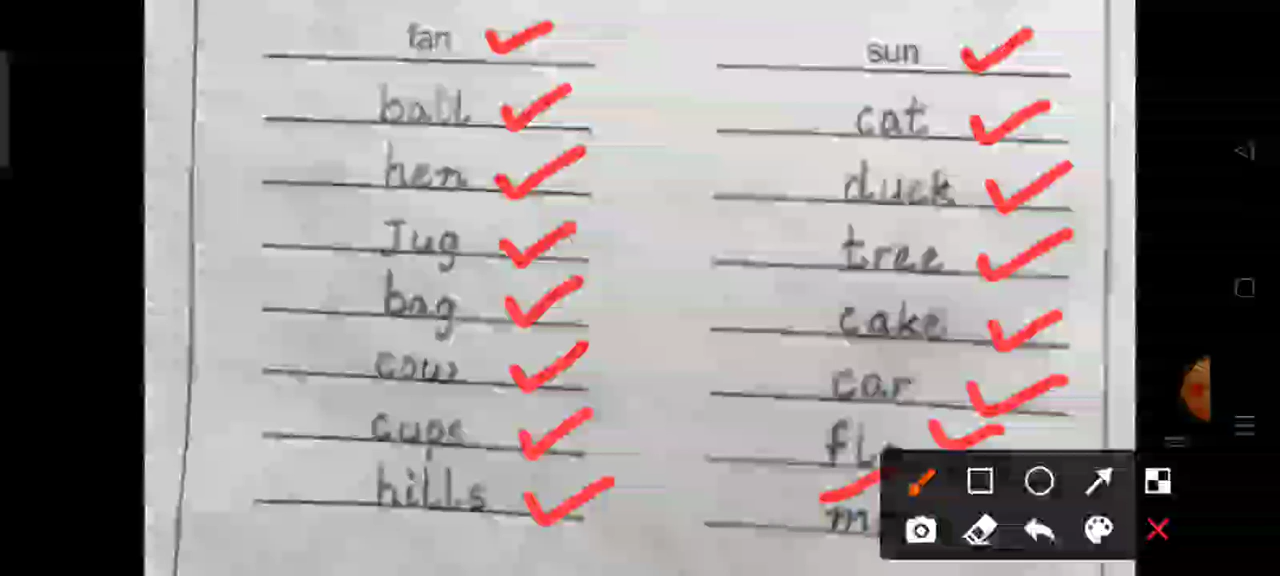 fan
ball
hen
Jug
bag
cow
cups
hills
sun
cat
duck
tree
cake
car